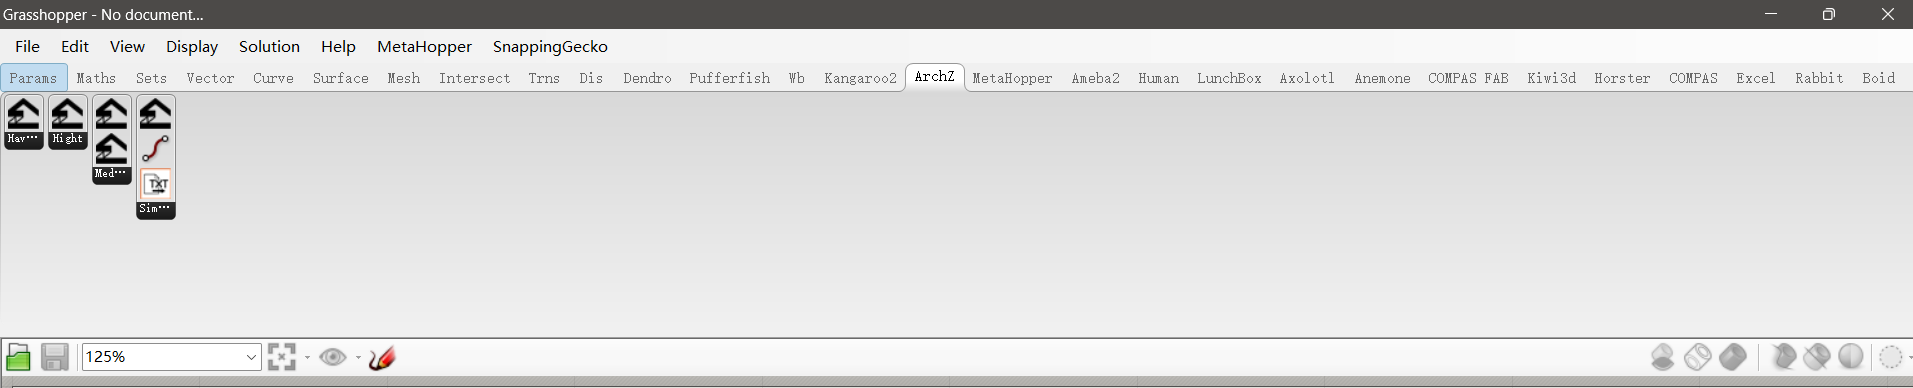 Grasshopper - No document...
File Edit View Display Solution Help MetaHopper SnappingGecko
Params Maths Sets Vector Curve Surface Mesh Intersect Trns Dis Dendro Pufferfish Wb Kangaroo2 ArchZ MetaHopper Ameba2 Human LunchBox Axolotl Anemone COMPAS FAB Kiwi3d Horster COMPAS Excel Rabbit Boid
Hav... Hight
Med...
TXT
Sim...
125%